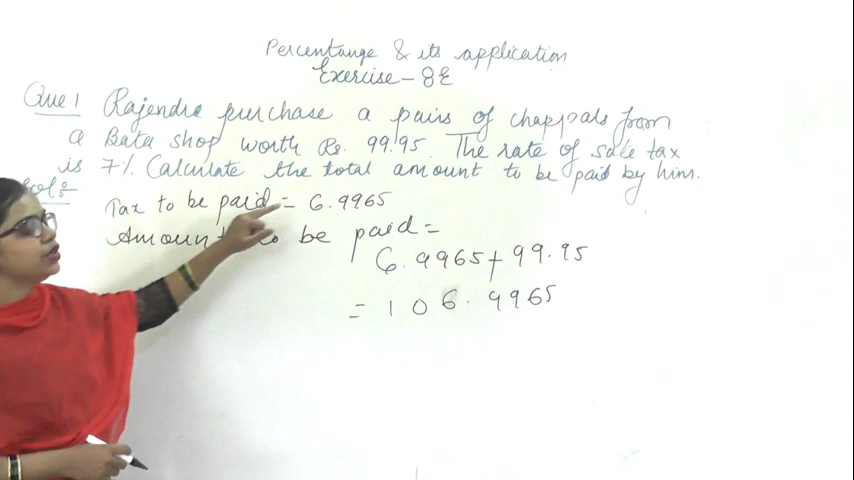 Percentange & its application
Exercise - 8E
Que.1 Rajendra purchase a pairs of chappals from
a Bata shop worth Rs. 99.95. The rate of sale tax
is 7%. Calculate the total amount to be paid by him.
Sol:
Tax to be paid = 6.9965
Amount to be paid =
6.9965 + 99.95
= 106.9965